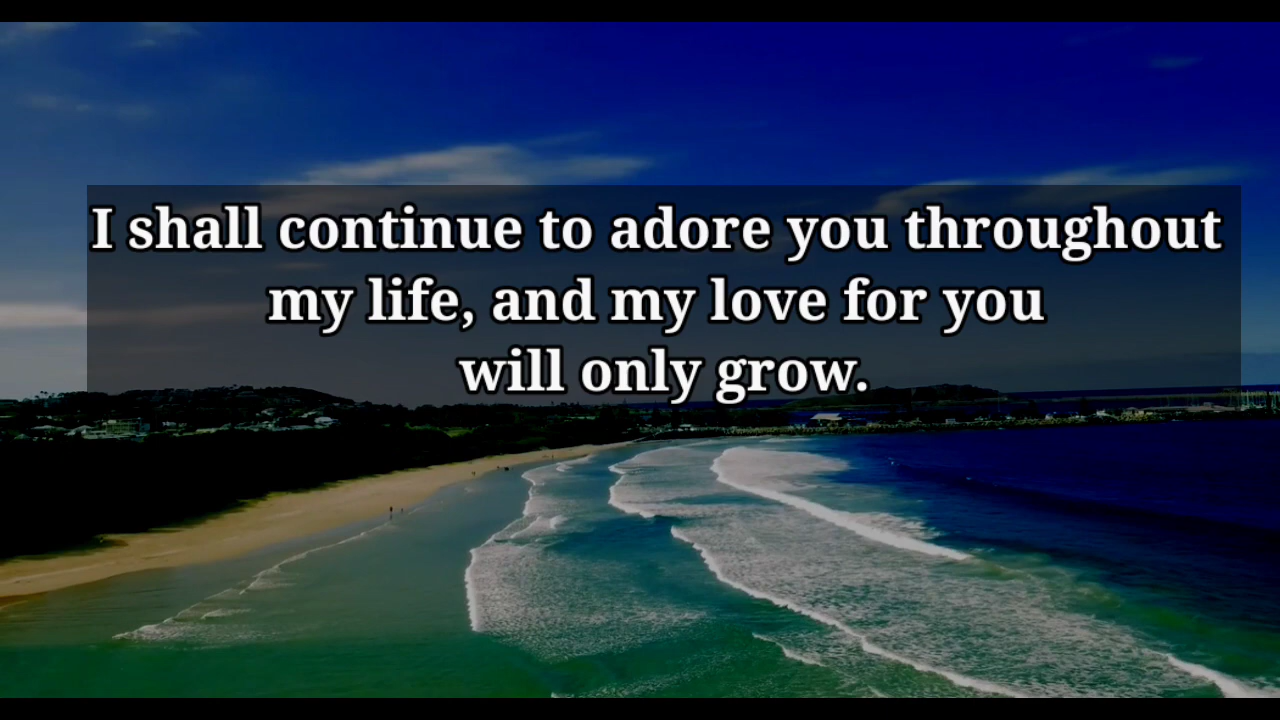 I shall continue to adore you throughout
my life, and my love for you
will only grow.